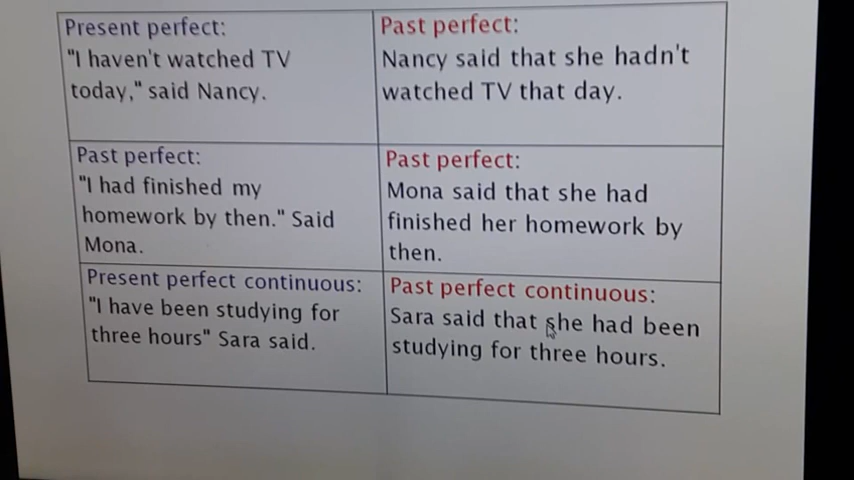 Present perfect:
"I haven't watched TV
today," said Nancy.
Past perfect:
Nancy said that she hadn't
watched TV that day.
Past perfect:
"I had finished my
homework by then." Said
Mona.
Past perfect:
Mona said that she had
finished her homework by
then.
Present perfect continuous:
"I have been studying for
three hours" Sara said.
Past perfect continuous:
Sara said that she had been
studying for three hours.